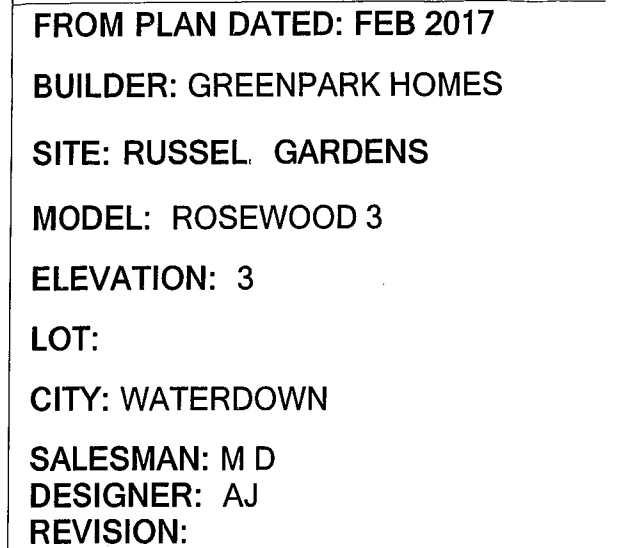 FROM PLAN DATED: FEB 2017
BUILDER: GREENPARK HOMES
SITE: RUSSEL GARDENS
MODEL: ROSEWOOD 3
ELEVATION: 3
LOT:
CITY: WATERDOWN
SALESMAN: M D
DESIGNER: AJ
REVISION: